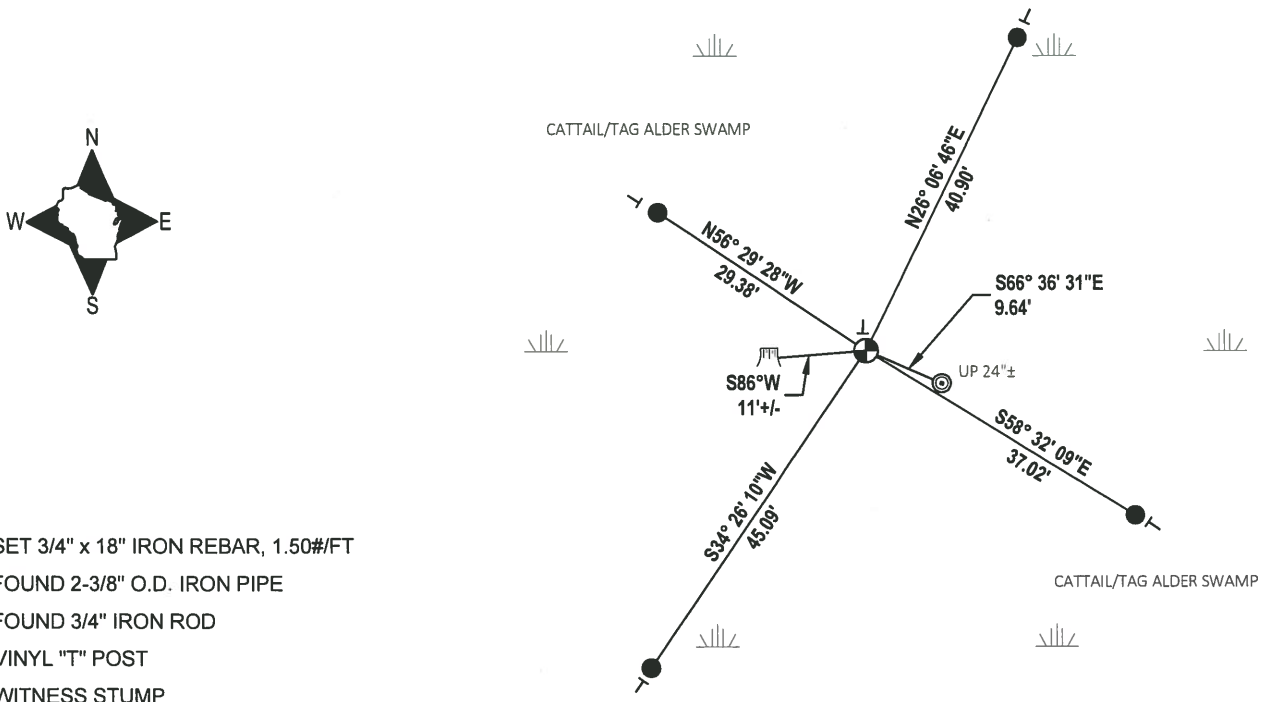 CATTAIL/TAG ALDER SWAMP
N
W E
S
N26° 06' 46"E
40.90'
N56° 29' 28"W
29.38'
S66° 36' 31"E
9.64'
UP 24"±
S86°W
11'+/-
S58° 32' 09"E
37.02'
S34° 26' 10"W
45.09'
SET 3/4" x 18" IRON REBAR, 1.50#/FT
FOUND 2-3/8" O.D. IRON PIPE
FOUND 3/4" IRON ROD
VINYL "T" POST
WITNESS STUMP
CATTAIL/TAG ALDER SWAMP